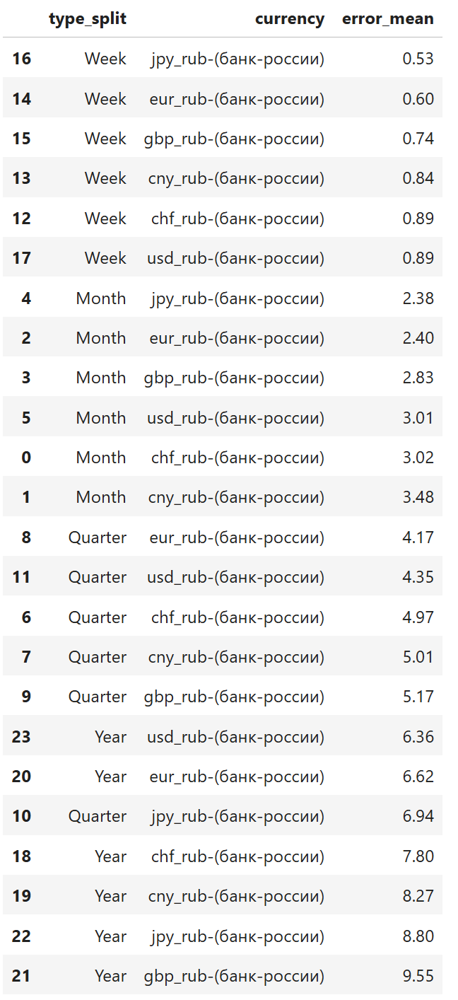 type_split currency error_mean
16 Week jpy_rub-(банк-россии) 0.53
14 Week eur_rub-(банк-россии) 0.60
15 Week gbp_rub-(банк-россии) 0.74
13 Week cny_rub-(банк-россии) 0.84
12 Week chf_rub-(банк-россии) 0.89
17 Week usd_rub-(банк-россии) 0.89
4 Month jpy_rub-(банк-россии) 2.38
2 Month eur_rub-(банк-россии) 2.40
3 Month gbp_rub-(банк-россии) 2.83
5 Month usd_rub-(банк-россии) 3.01
0 Month chf_rub-(банк-россии) 3.02
1 Month cny_rub-(банк-россии) 3.48
8 Quarter eur_rub-(банк-россии) 4.17
11 Quarter usd_rub-(банк-россии) 4.35
6 Quarter chf_rub-(банк-россии) 4.97
7 Quarter cny_rub-(банк-россии) 5.01
9 Quarter gbp_rub-(банк-россии) 5.17
23 Year usd_rub-(банк-россии) 6.36
20 Year eur_rub-(банк-россии) 6.62
10 Quarter jpy_rub-(банк-россии) 6.94
18 Year chf_rub-(банк-россии) 7.80
19 Year cny_rub-(банк-россии) 8.27
22 Year jpy_rub-(банк-россии) 8.80
21 Year gbp_rub-(банк-россии) 9.55